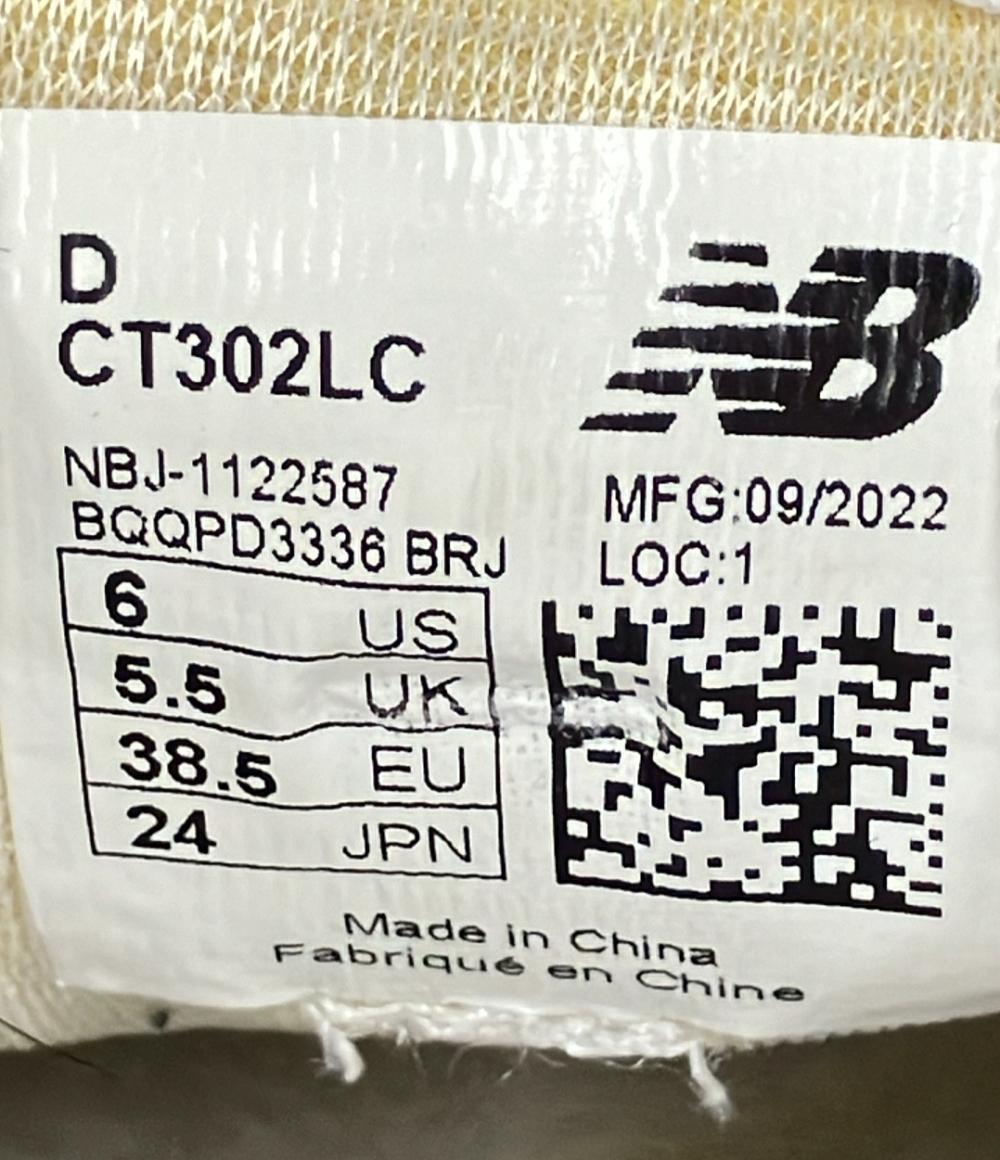 D
CT302LC
NB
NBJ-1122587
BQQPD3336 BRJ
MFG:09/2022
LOC:1
6 US
5.5 UK
38.5 EU
24 JPN
Made in China
Fabriqué en Chine